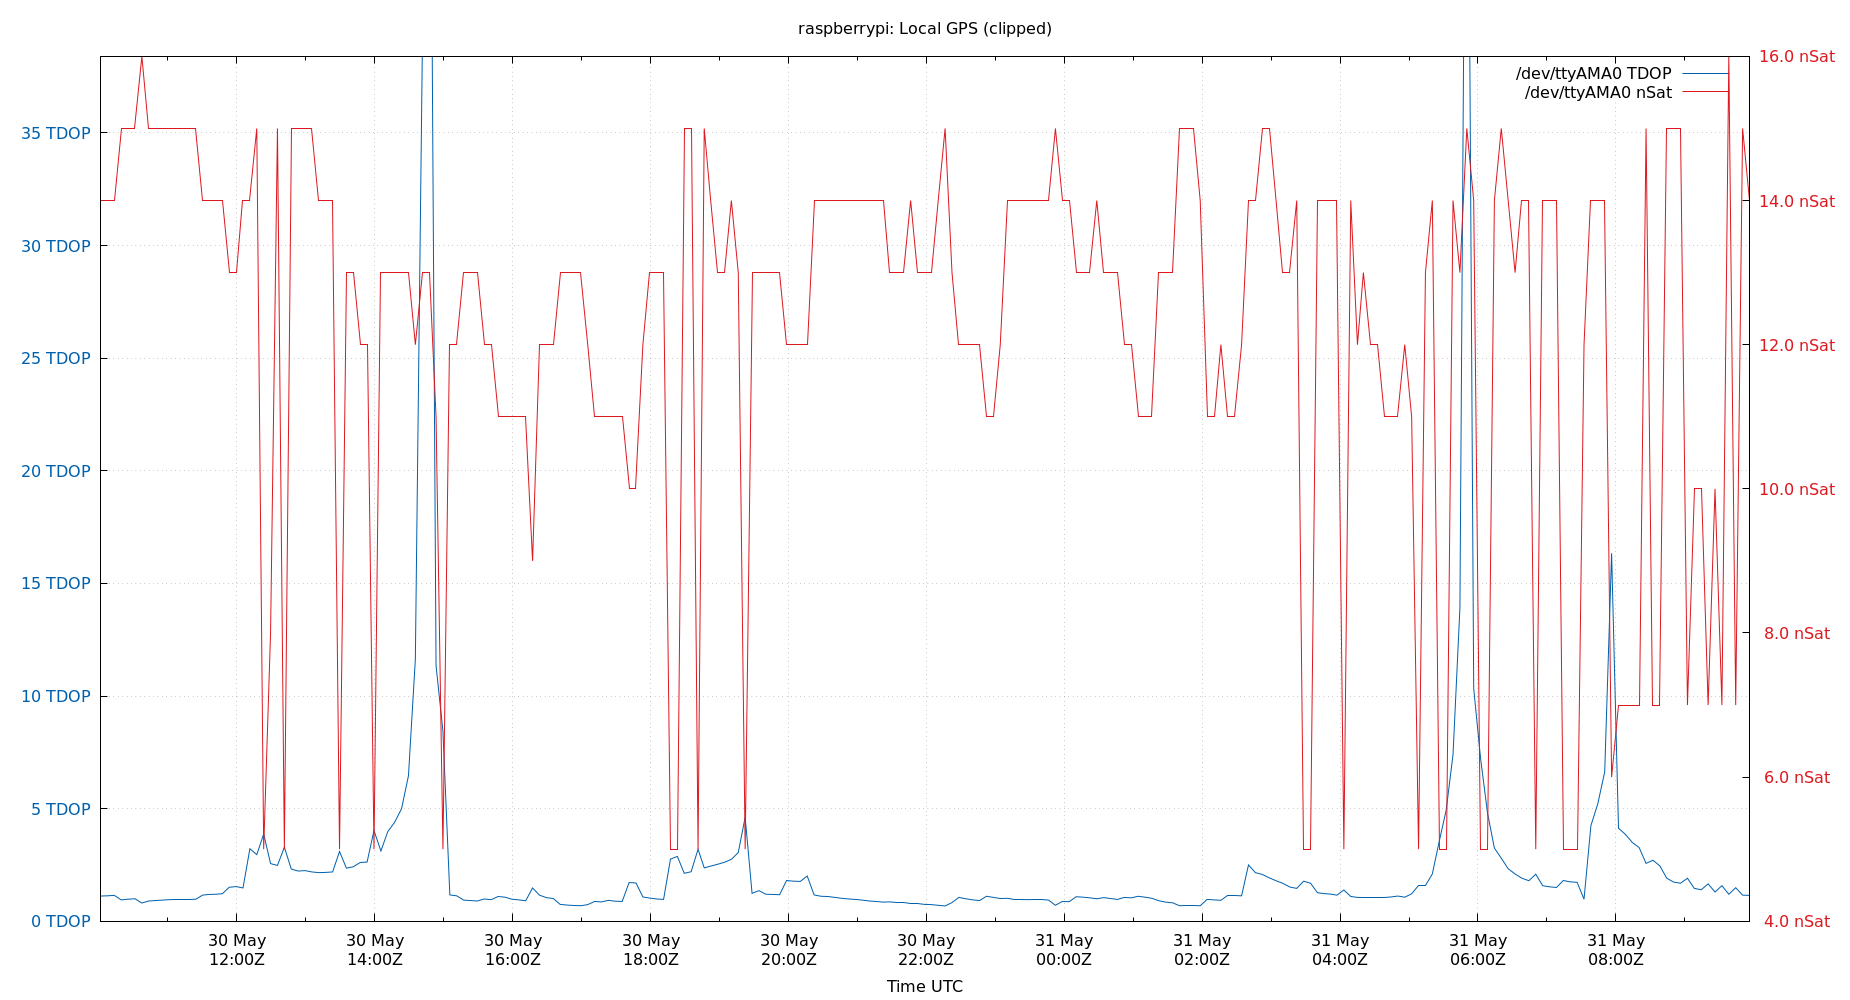 raspberrypi: Local GPS (clipped)
16.0 nSat
/dev/ttyAMA0 TDOP
/dev/ttyAMA0 nSat
35 TDOP
14.0 nSat
30 TDOP
25 TDOP
12.0 nSat
20 TDOP
10.0 nSat
15 TDOP
8.0 nSat
10 TDOP
6.0 nSat
5 TDOP
0 TDOP
4.0 nSat
30 May 30 May 30 May 30 May 30 May 30 May 31 May 31 May 31 May 31 May 31 May
12:00Z 14:00Z 16:00Z 18:00Z 20:00Z 22:00Z 00:00Z 02:00Z 04:00Z 06:00Z 08:00Z
Time UTC